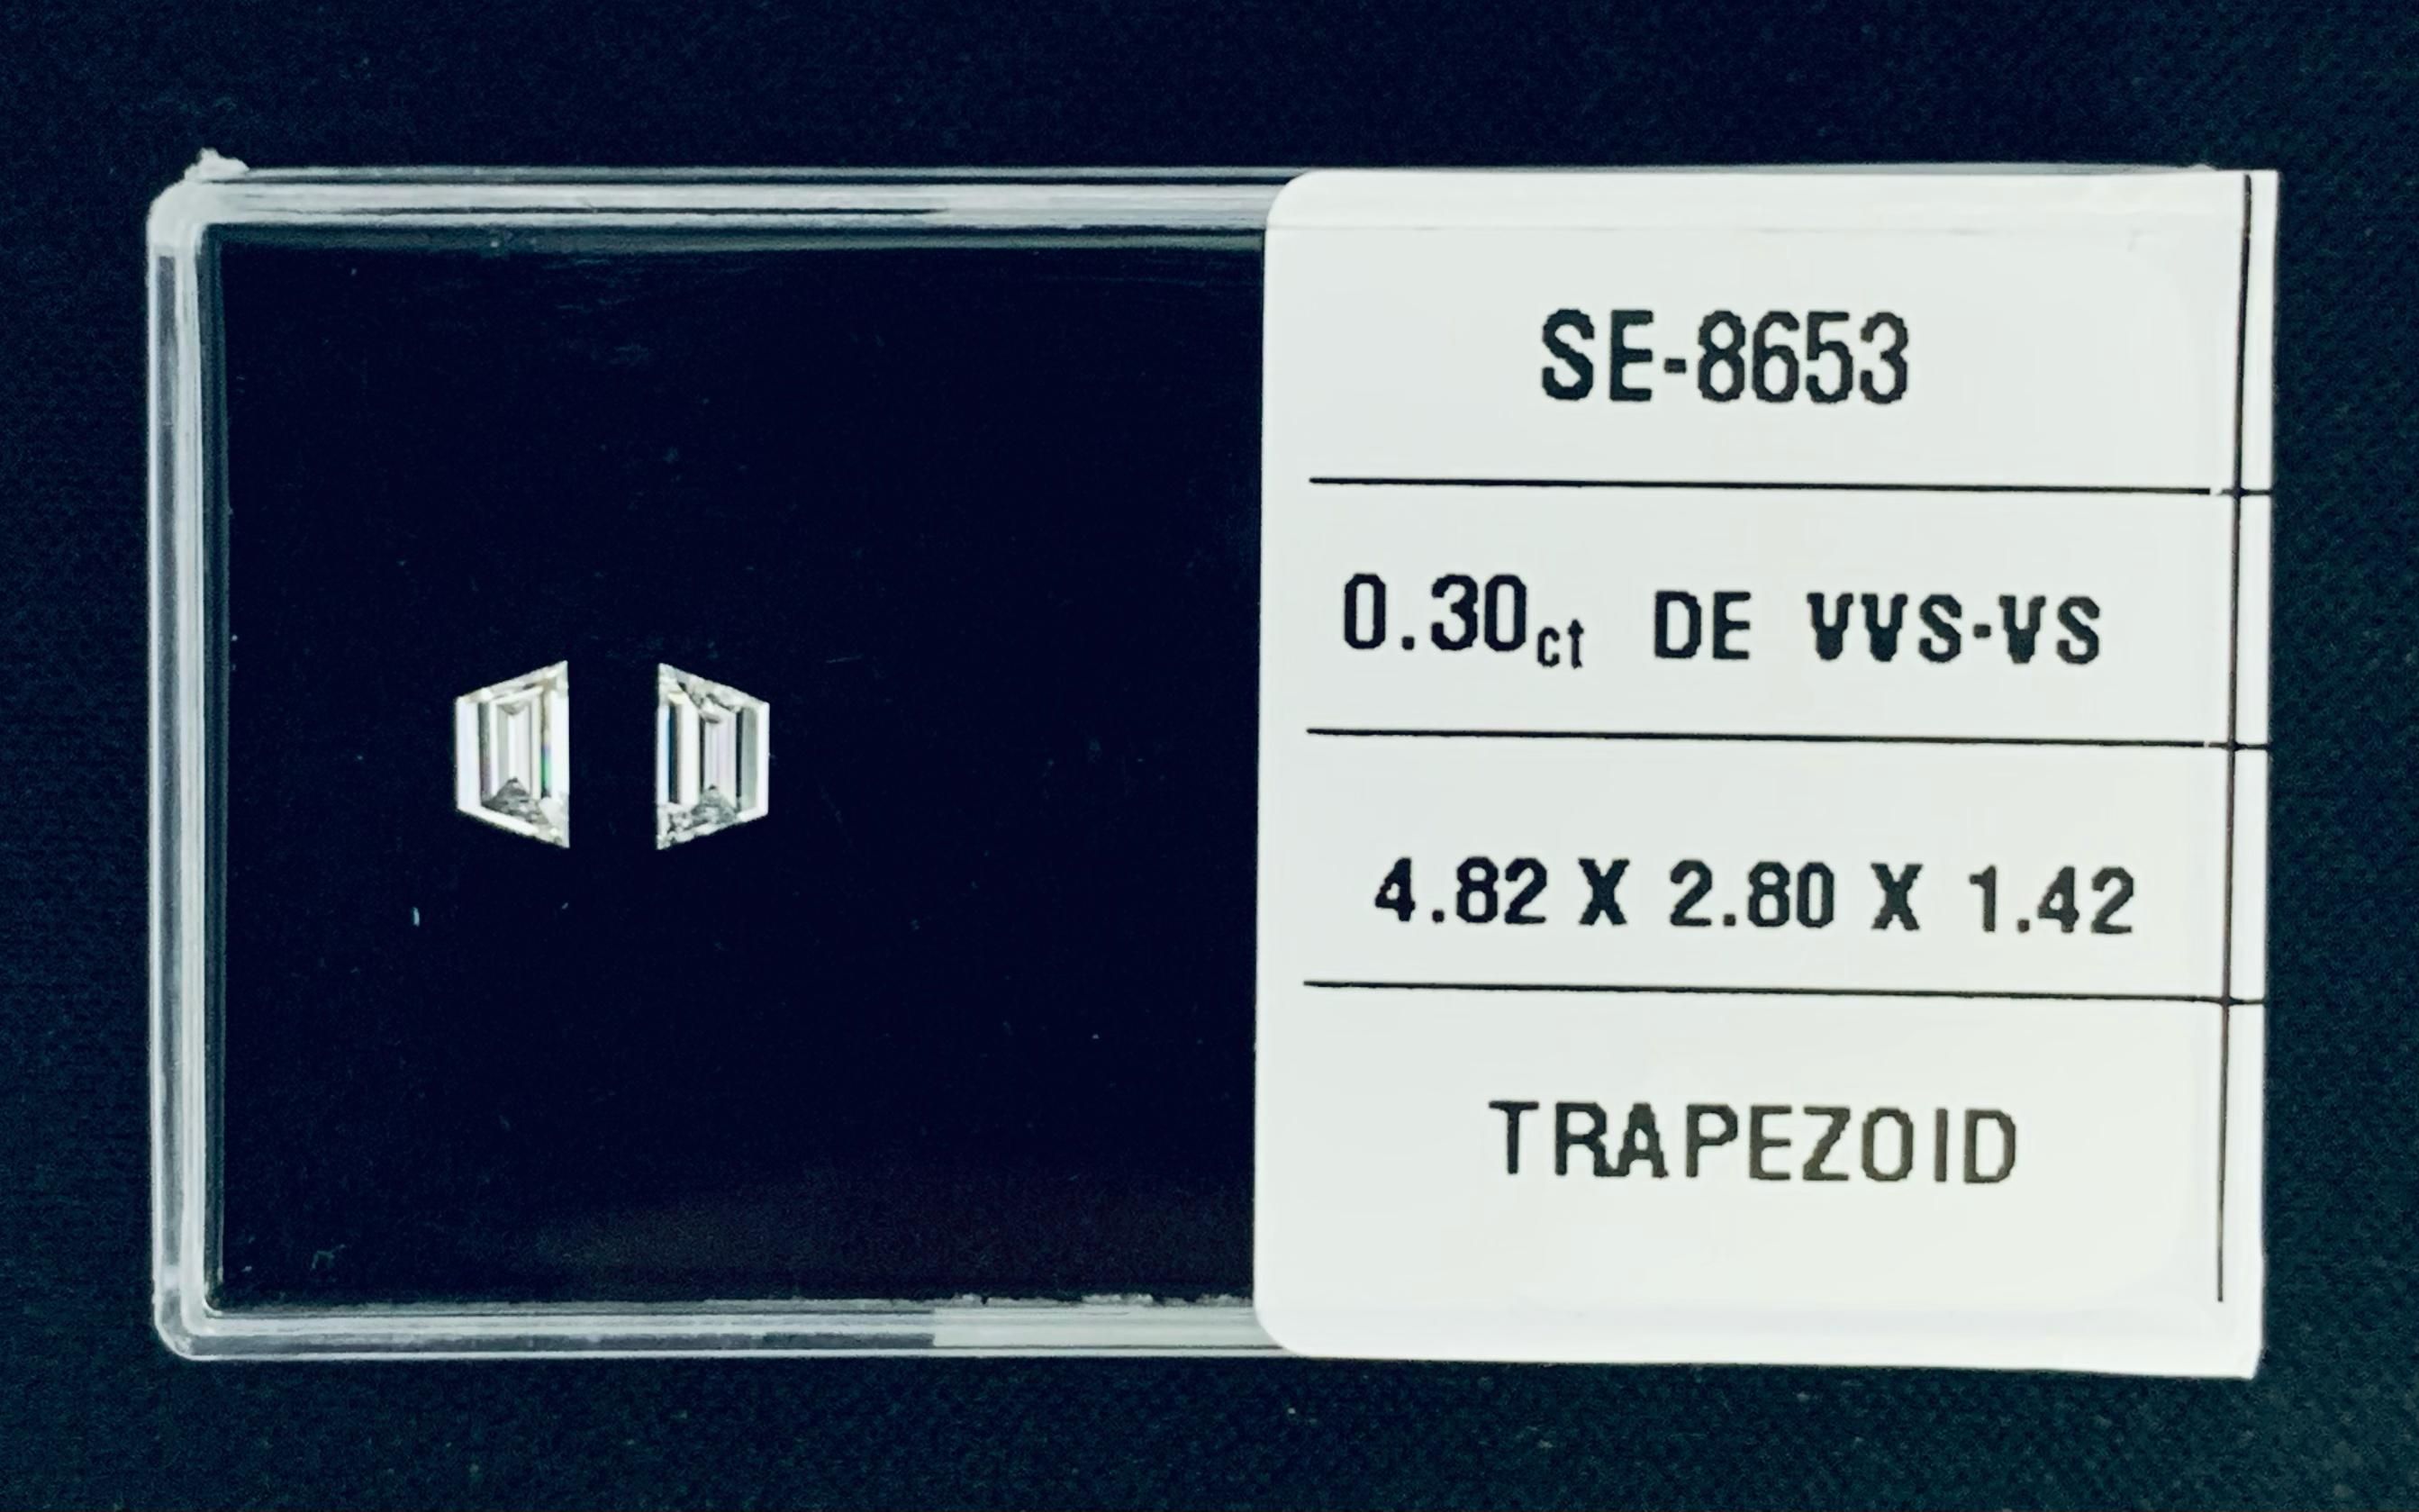 SE-8653
0.30ct DE VVS-VS
4.82 X 2.80 X 1.42
TRAPEZOID